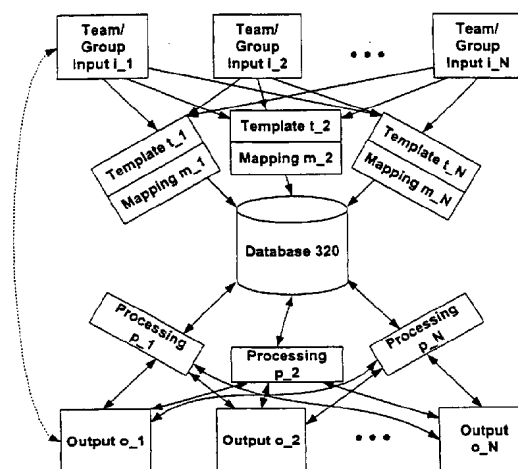 Team/
Group
Input i_1
Team/
Group
Input i_2
Team/
Group
Input i_N
Template t_1
Mapping m_1
Template t_2
Mapping m_2
Template t_N
Mapping m_N
Database 320
Processing
p_1
Processing
p_2
Processing
p_N
Output o_1
Output o_2
Output
o_N